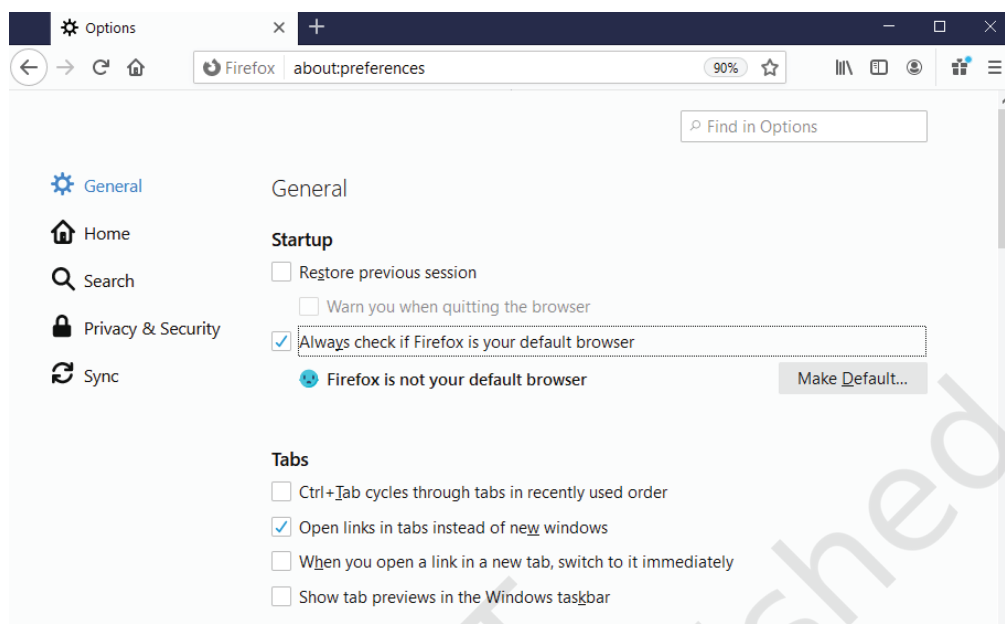 Options
Firefox about:preferences 90%
Find in Options
General
Home
Search
Privacy & Security
Sync
General
Startup
Restore previous session
Warn you when quitting the browser
Always check if Firefox is your default browser
Firefox is not your default browser
Make Default...
Tabs
Ctrl+Tab cycles through tabs in recently used order
Open links in tabs instead of new windows
When you open a link in a new tab, switch to it immediately
Show tab previews in the Windows taskbar
shed